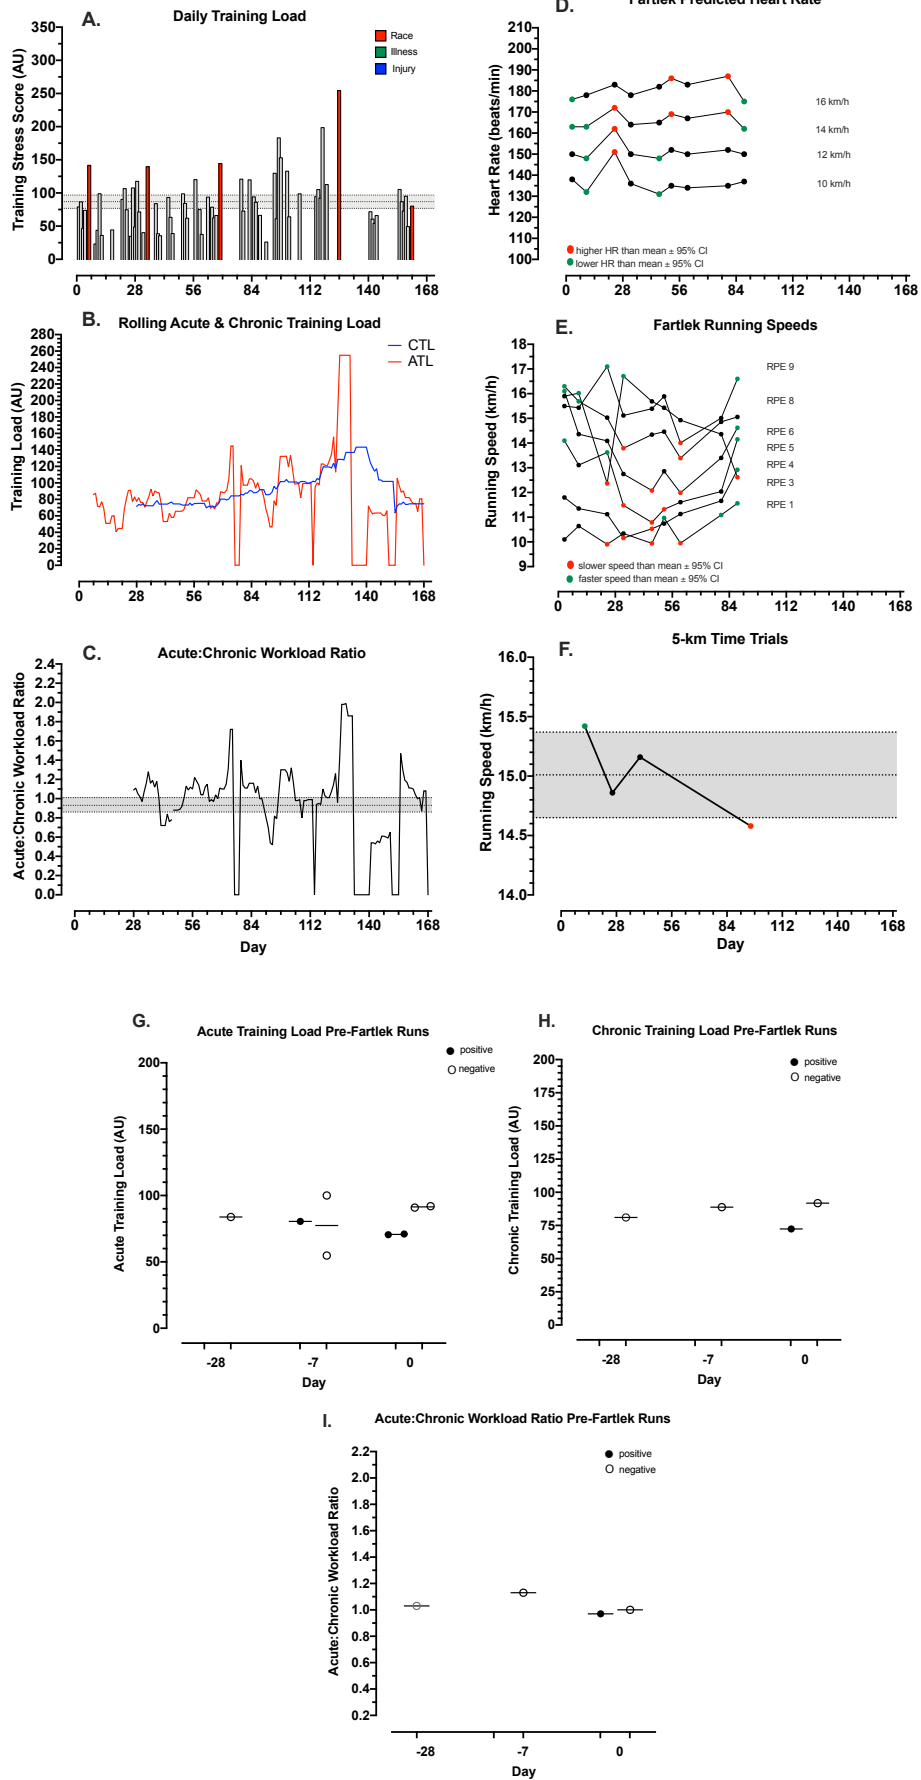 A.
Daily Training Load
Training Stress Score (AU)
350
300
250
200
150
100
50
0
Race
Illness
Injury
0 28 56 84 112 140 168
D.
Fartlek Predicted Heart Rate
Heart Rate (beats/min)
210
200
190
180
170
160
150
140
130
120
110
100
16 km/h
14 km/h
12 km/h
10 km/h
higher HR than mean ± 95% CI
lower HR than mean ± 95% CI
0 28 56 84 112 140 168
B.
Rolling Acute & Chronic Training Load
Training Load (AU)
280
260
240
220
200
180
160
140
120
100
80
60
40
20
0
CTL
ATL
0 28 56 84 112 140 168
E.
Fartlek Running Speeds
Running Speed (km/h)
18
17
16
15
14
13
12
11
10
9
RPE 9
RPE 8
RPE 6
RPE 5
RPE 4
RPE 3
RPE 1
slower speed than mean ± 95% CI
faster speed than mean ± 95% CI
0 28 56 84 112 140 168
C.
Acute:Chronic Workload Ratio
Acute:Chronic Workload Ratio
2.4
2.2
2.0
1.8
1.6
1.4
1.2
1.0
0.8
0.6
0.4
0.2
0.0
0 28 56 84 112 140 168
Day
F.
5-km Time Trials
Running Speed (km/h)
16.0
15.5
15.0
14.5
14.0
0 28 56 84 112 140 168
Day
G.
Acute Training Load Pre-Fartlek Runs
Acute Training Load (AU)
200
150
100
50
0
positive
negative
-28 -7 0
Day
H.
Chronic Training Load Pre-Fartlek Runs
Chronic Training Load (AU)
200
175
150
125
100
75
50
25
0
positive
negative
-28 -7 0
Day
I.
Acute:Chronic Workload Ratio Pre-Fartlek Runs
Acute:Chronic Workload Ratio
2.2
2.0
1.8
1.6
1.4
1.2
1.0
0.8
0.6
0.4
0.2
positive
negative
-28 -7 0
Day